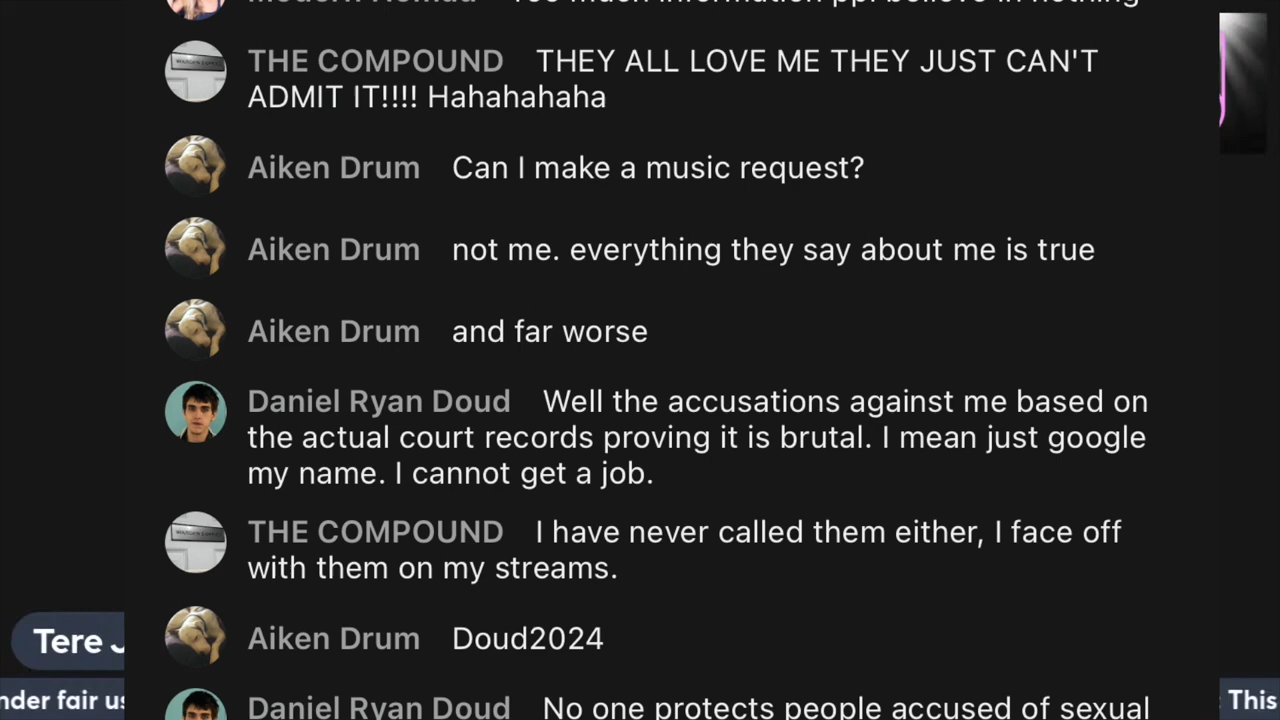 THE COMPOUND THEY ALL LOVE ME THEY JUST CAN'T
ADMIT IT!!!! Hahahahaha
Aiken Drum Can I make a music request?
Aiken Drum not me. everything they say about me is true
Aiken Drum and far worse
Daniel Ryan Doud Well the accusations against me based on
the actual court records proving it is brutal. I mean just google
my name. I cannot get a job.
THE COMPOUND I have never called them either, I face off
with them on my streams.
Aiken Drum Doud2024
Tere
Daniel Ryan Doud No one protects people accused of sexual
fair
This